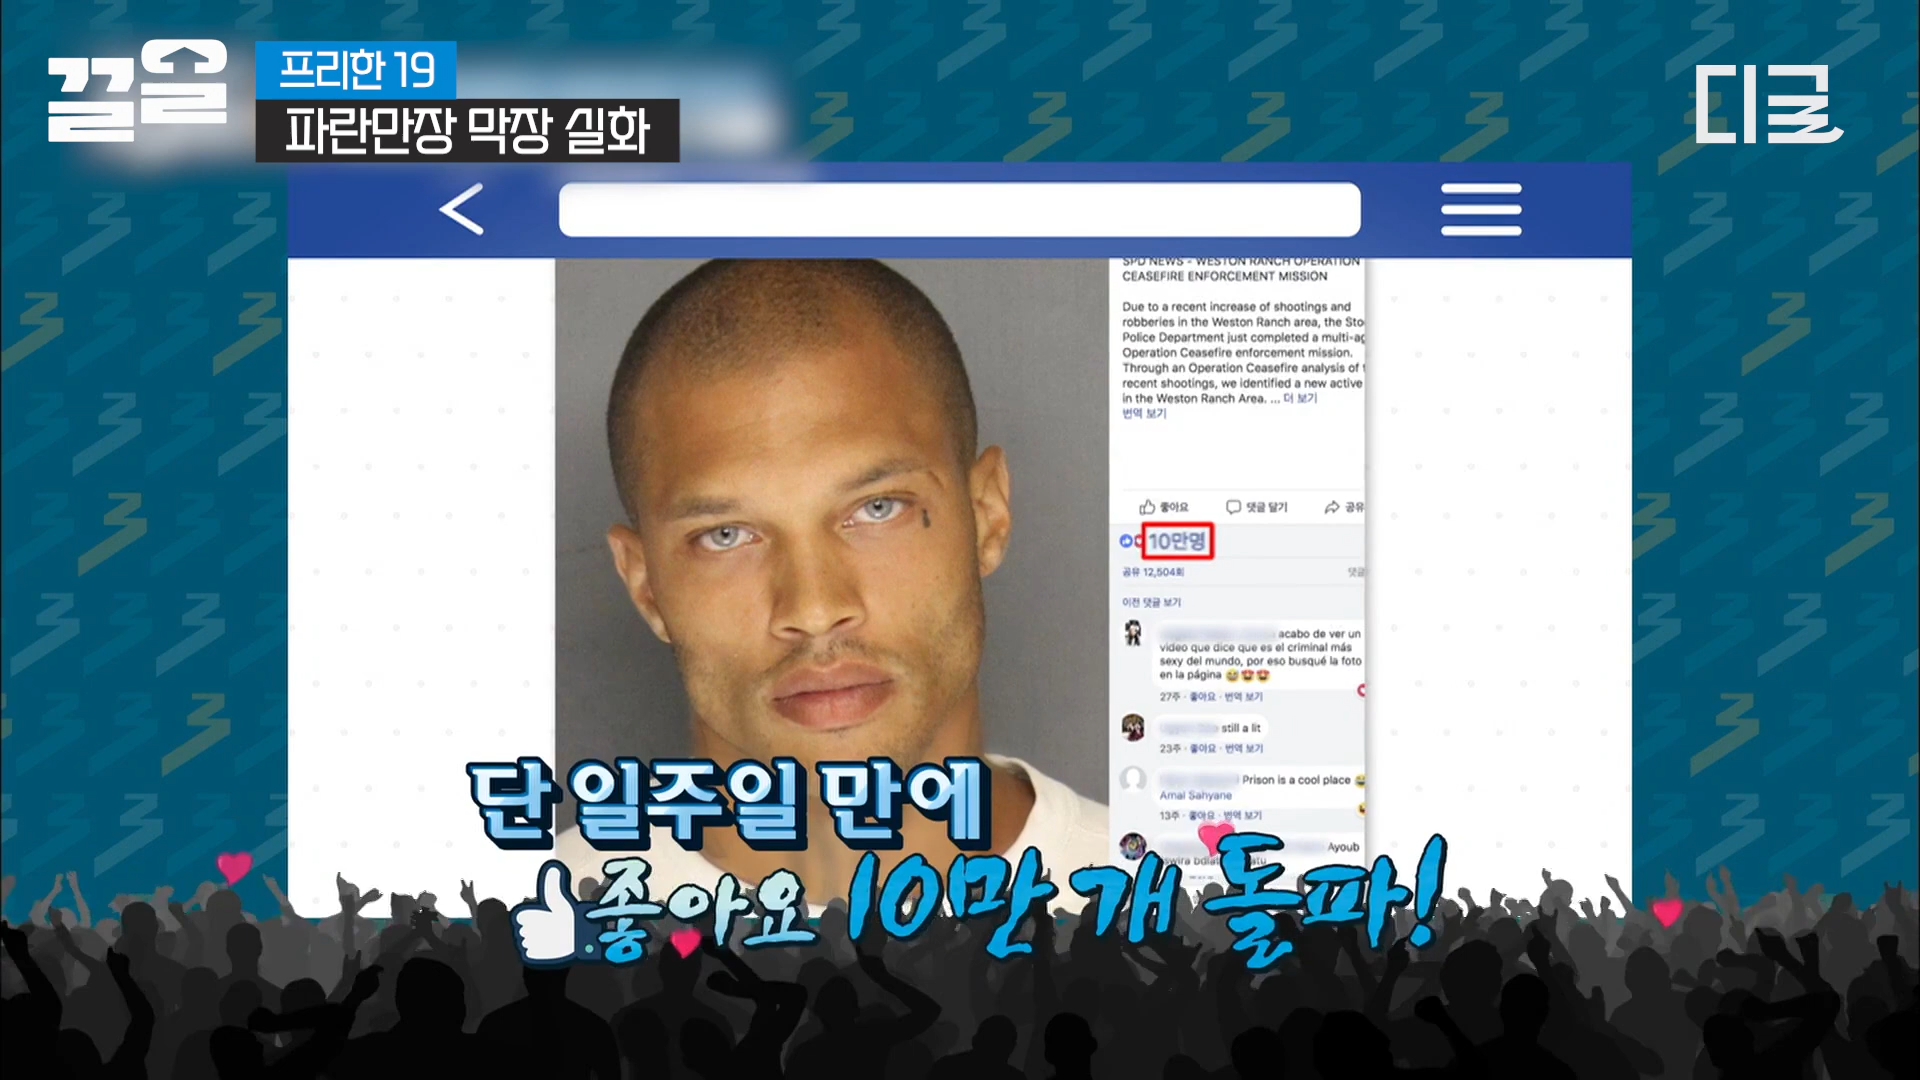 끌올
프리한 19
파란만장 막장 실화
디글
SPD NEWS - WESTON RANCH OPERATION
CEASEFIRE ENFORCEMENT MISSION
Due to a recent increase of shootings and
robberies in the Weston Ranch area, the Sto
Police Department just completed a multi-ag
Operation Ceasefire enforcement mission.
Through an Operation Ceasefire analysis of
recent shootings, we identified a new active
in the Weston Ranch Area. ... 더 보기
번역 보기
좋아요 댓글 달기 공유
10만명
공유 12,504회 댓글
이전 댓글 보기
acabo de ver un
video que dice que es el criminal más
sexy del mundo, por eso busqué la foto
en la página 😂😍😍
27주 · 좋아요 · 번역 보기
still a lit
23주 · 좋아요 · 번역 보기
Prison is a cool place
Amal Sahyane
13주 · 좋아요 · 번역 보기
Ayoub
단 일주일 만에
좋아요 10만 개 돌파!